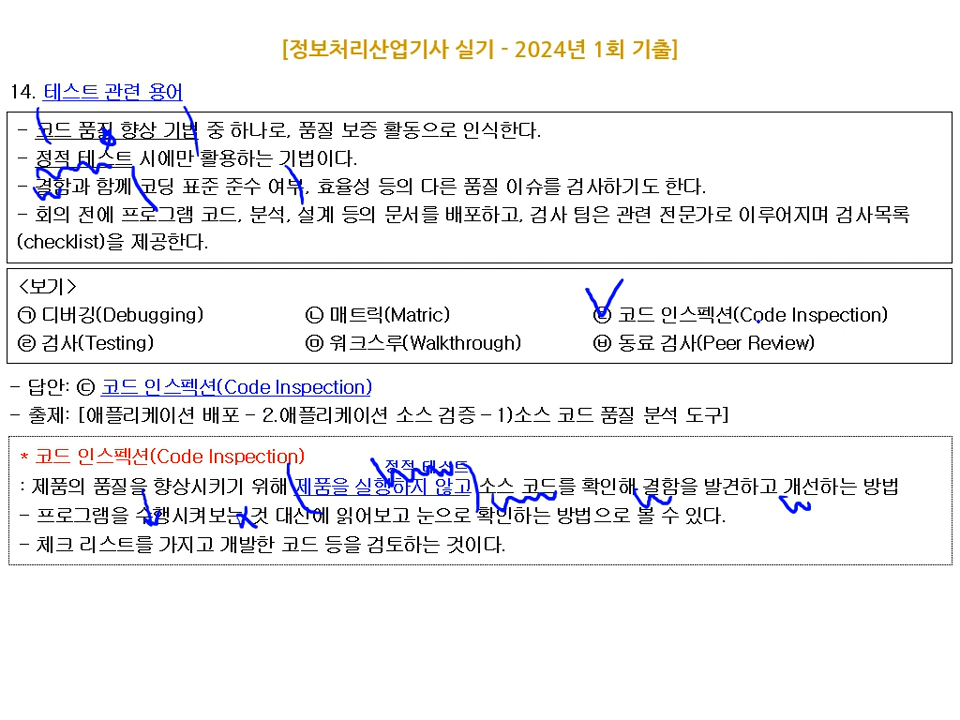 [정보처리산업기사 실기 - 2024년 1회 기출]
14. 테스트 관련 용어
- 코드 품질 향상 기법 중 하나로, 품질 보증 활동으로 인식한다.
- 정적 테스트 시에만 활용하는 기법이다.
- 결함과 함께 코딩 표준 준수 여부, 효율성 등의 다른 품질 이슈를 검사하기도 한다.
- 회의 전에 프로그램 코드, 분석, 설계 등의 문서를 배포하고, 검사 팀은 관련 전문가로 이루어지며 검사목록
(checklist)을 제공한다.
<보기>
㉠ 디버깅(Debugging) ㉡ 매트릭(Matric) ㉢ 코드 인스펙션(Code Inspection)
㉣ 검사(Testing) ㉤ 워크스루(Walkthrough) ㉥ 동료 검사(Peer Review)
- 답안: ㉢ 코드 인스펙션(Code Inspection)
- 출제: [애플리케이션 배포 - 2.애플리케이션 소스 검증 - 1)소스 코드 품질 분석 도구]
* 코드 인스펙션(Code Inspection)
정적 테스트
: 제품의 품질을 향상시키기 위해 제품을 실행하지 않고 소스 코드를 확인해 결함을 발견하고 개선하는 방법
- 프로그램을 수행시켜보는 것 대신에 읽어보고 눈으로 확인하는 방법으로 볼 수 있다.
- 체크 리스트를 가지고 개발한 코드 등을 검토하는 것이다.